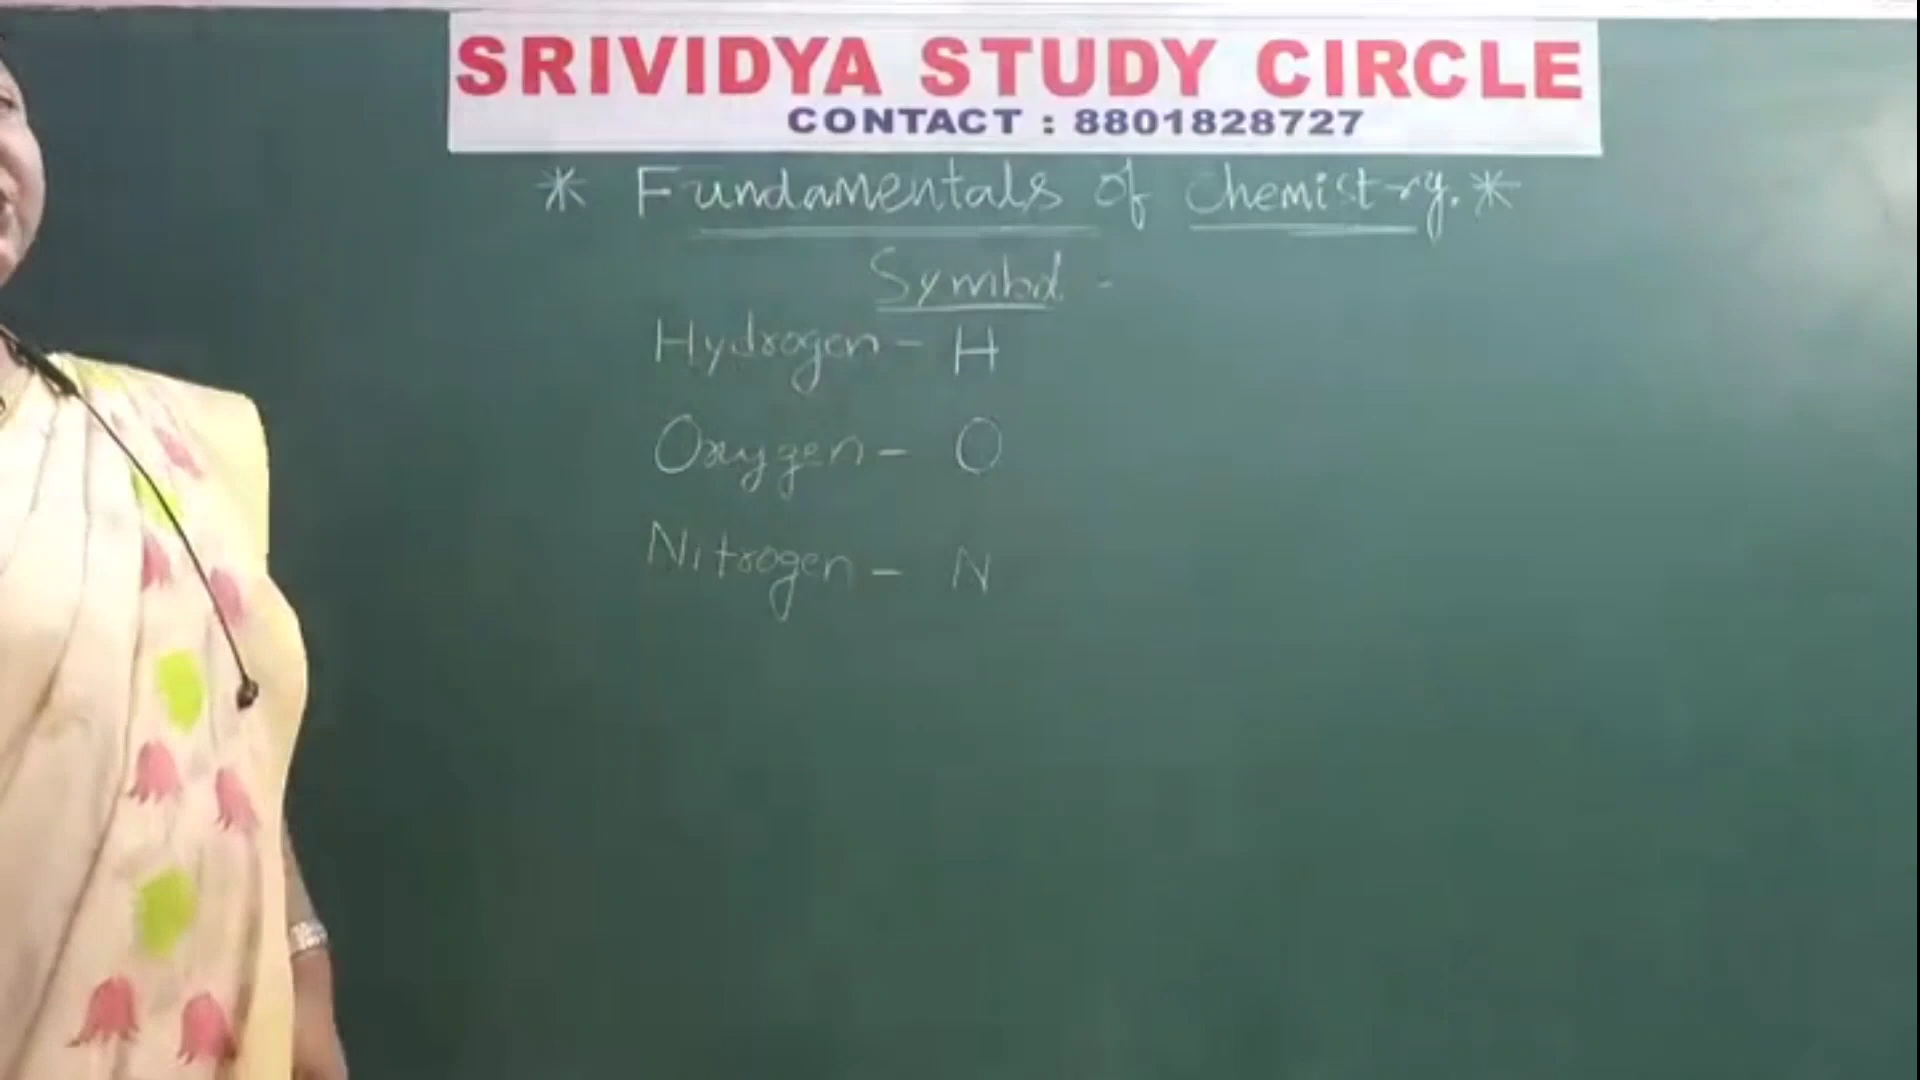 SRIVIDYA STUDY CIRCLE
CONTACT : 8801828727
* Fundamentals of chemistry. *
Symbol -
Hydrogen - H
Oxygen - O
Nitrogen - N